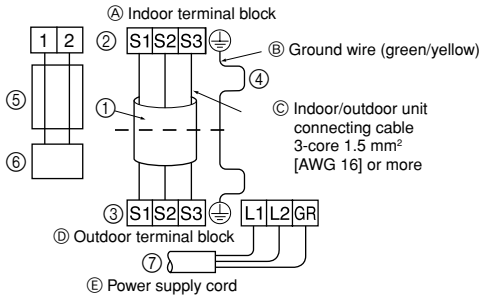 Ⓐ Indoor terminal block
1 2
② S1 S2 S3
Ⓑ Ground wire (green/yellow)
④
⑤
①
Ⓒ Indoor/outdoor unit
connecting cable
3-core 1.5 mm²
[AWG 16] or more
⑥
③ S1 S2 S3
L1 L2 GR
Ⓓ Outdoor terminal block
⑦
Ⓔ Power supply cord